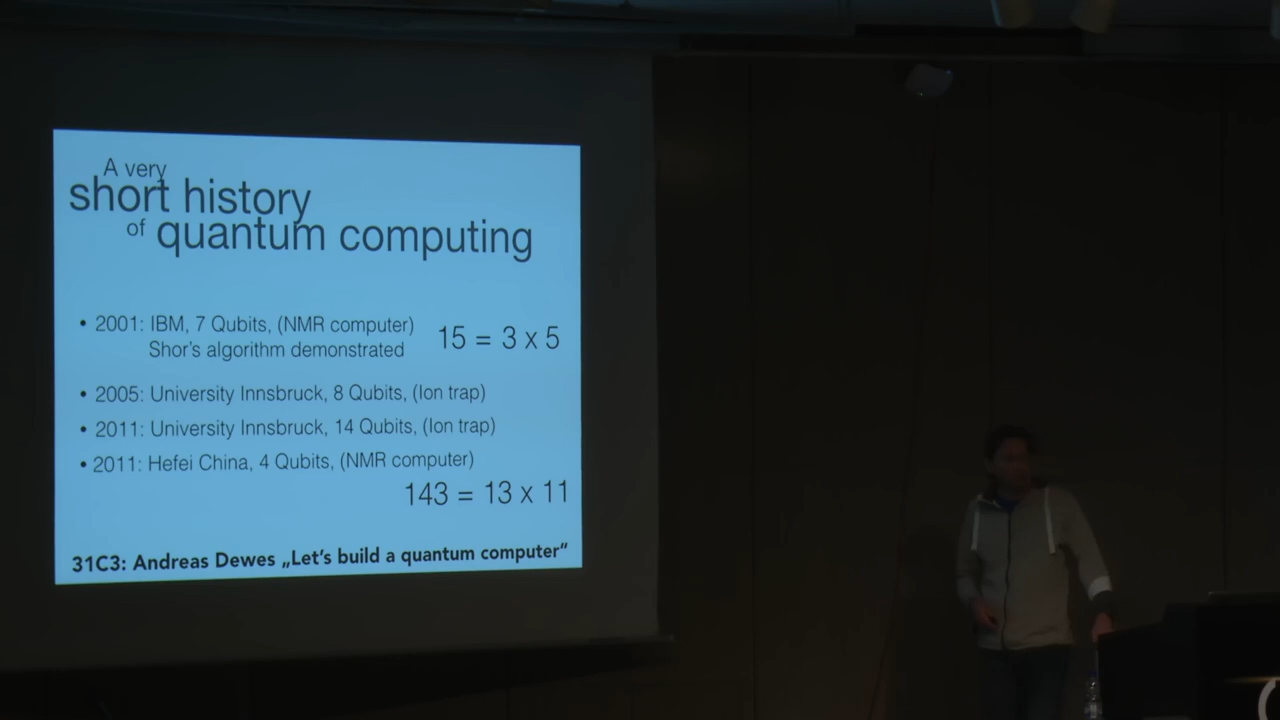 A very
short history
of quantum computing
• 2001: IBM, 7 Qubits, (NMR computer)
Shor's algorithm demonstrated
15 = 3 x 5
• 2005: University Innsbruck, 8 Qubits, (Ion trap)
• 2011: University Innsbruck, 14 Qubits, (Ion trap)
• 2011: Hefei China, 4 Qubits, (NMR computer)
143 = 13 x 11
31C3: Andreas Dewes „Let's build a quantum computer“